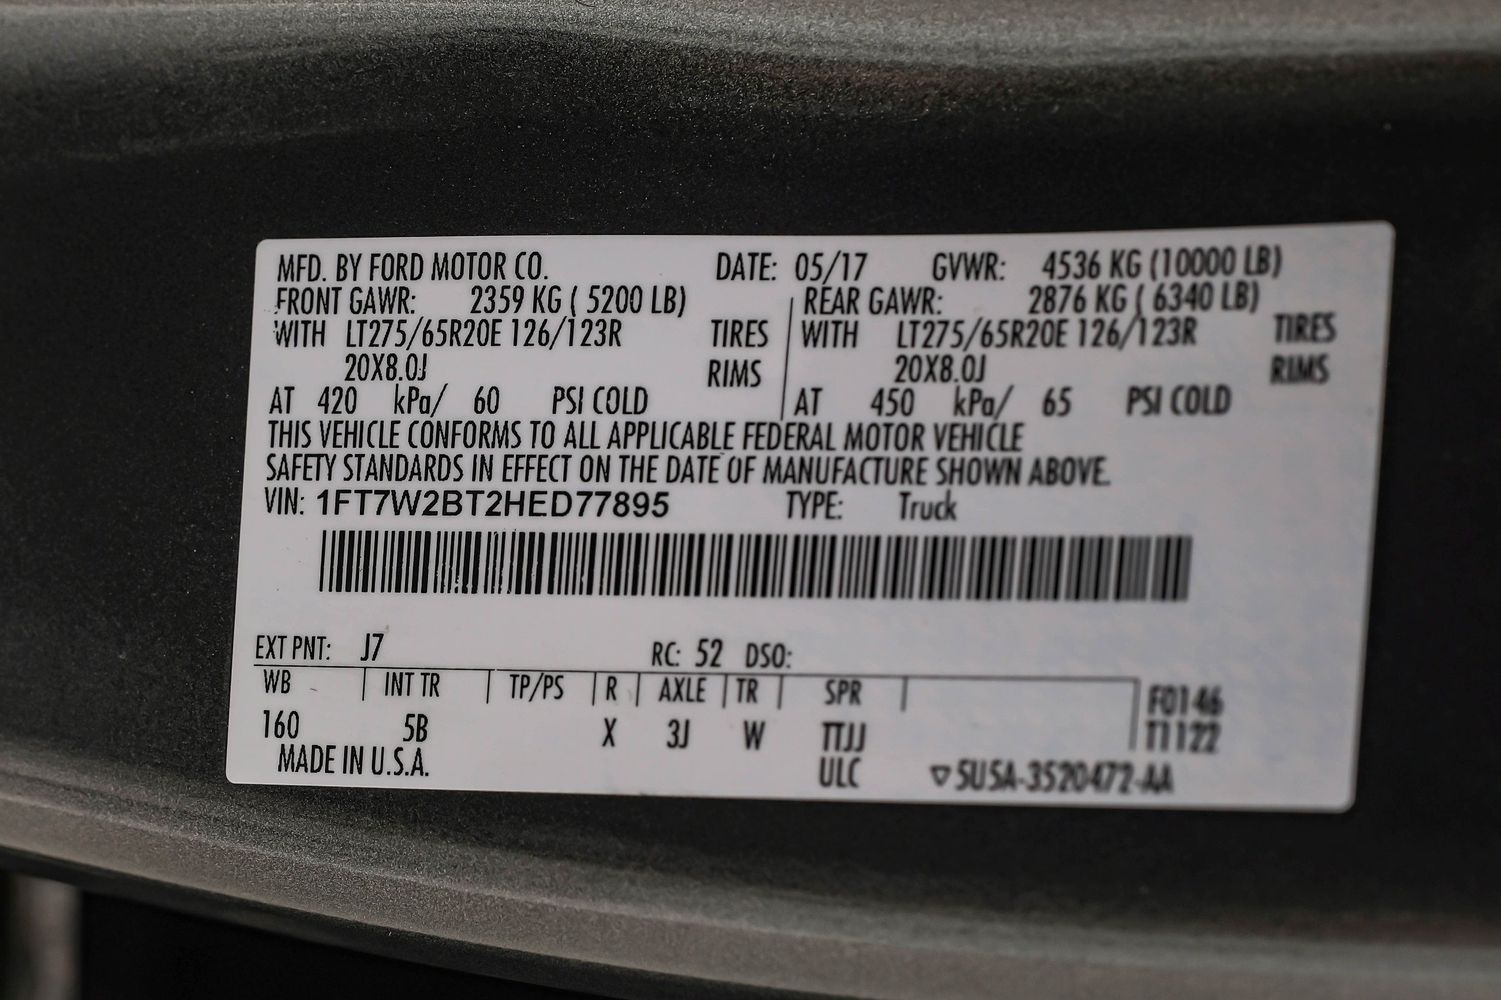 MFD. BY FORD MOTOR CO. DATE: 05/17 GVWR: 4536 KG (10000 LB)
FRONT GAWR: 2359 KG ( 5200 LB) REAR GAWR: 2876 KG ( 6340 LB)
WITH LT275/65R20E 126/123R TIRES WITH LT275/65R20E 126/123R TIRES
20X8.0J RIMS 20X8.0J RIMS
AT 420 kPa/ 60 PSI COLD AT 450 kPa/ 65 PSI COLD
THIS VEHICLE CONFORMS TO ALL APPLICABLE FEDERAL MOTOR VEHICLE
SAFETY STANDARDS IN EFFECT ON THE DATE OF MANUFACTURE SHOWN ABOVE.
VIN: 1FT7W2BT2HED77895 TYPE: Truck
EXT PNT: J7 RC: 52 DSO:
WB INT TR TP/PS R AXLE TR SPR F0146
160 5B X 3J W TTJJ T1122
MADE IN U.S.A. ULC ▽5U5A-3520472-AA